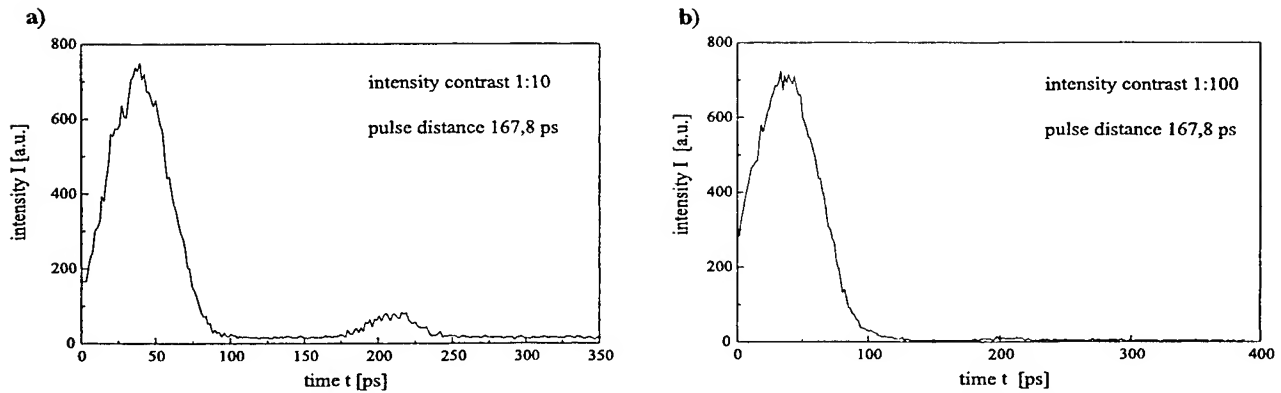 a)
800
600
400
200
0
intensity I [a.u.]
intensity contrast 1:10
pulse distance 167,8 ps
0 50 100 150 200 250 300 350
time t [ps]
b)
800
600
400
200
0
intensity I [a.u.]
intensity contrast 1:100
pulse distance 167,8 ps
0 100 200 300 400
time t [ps]